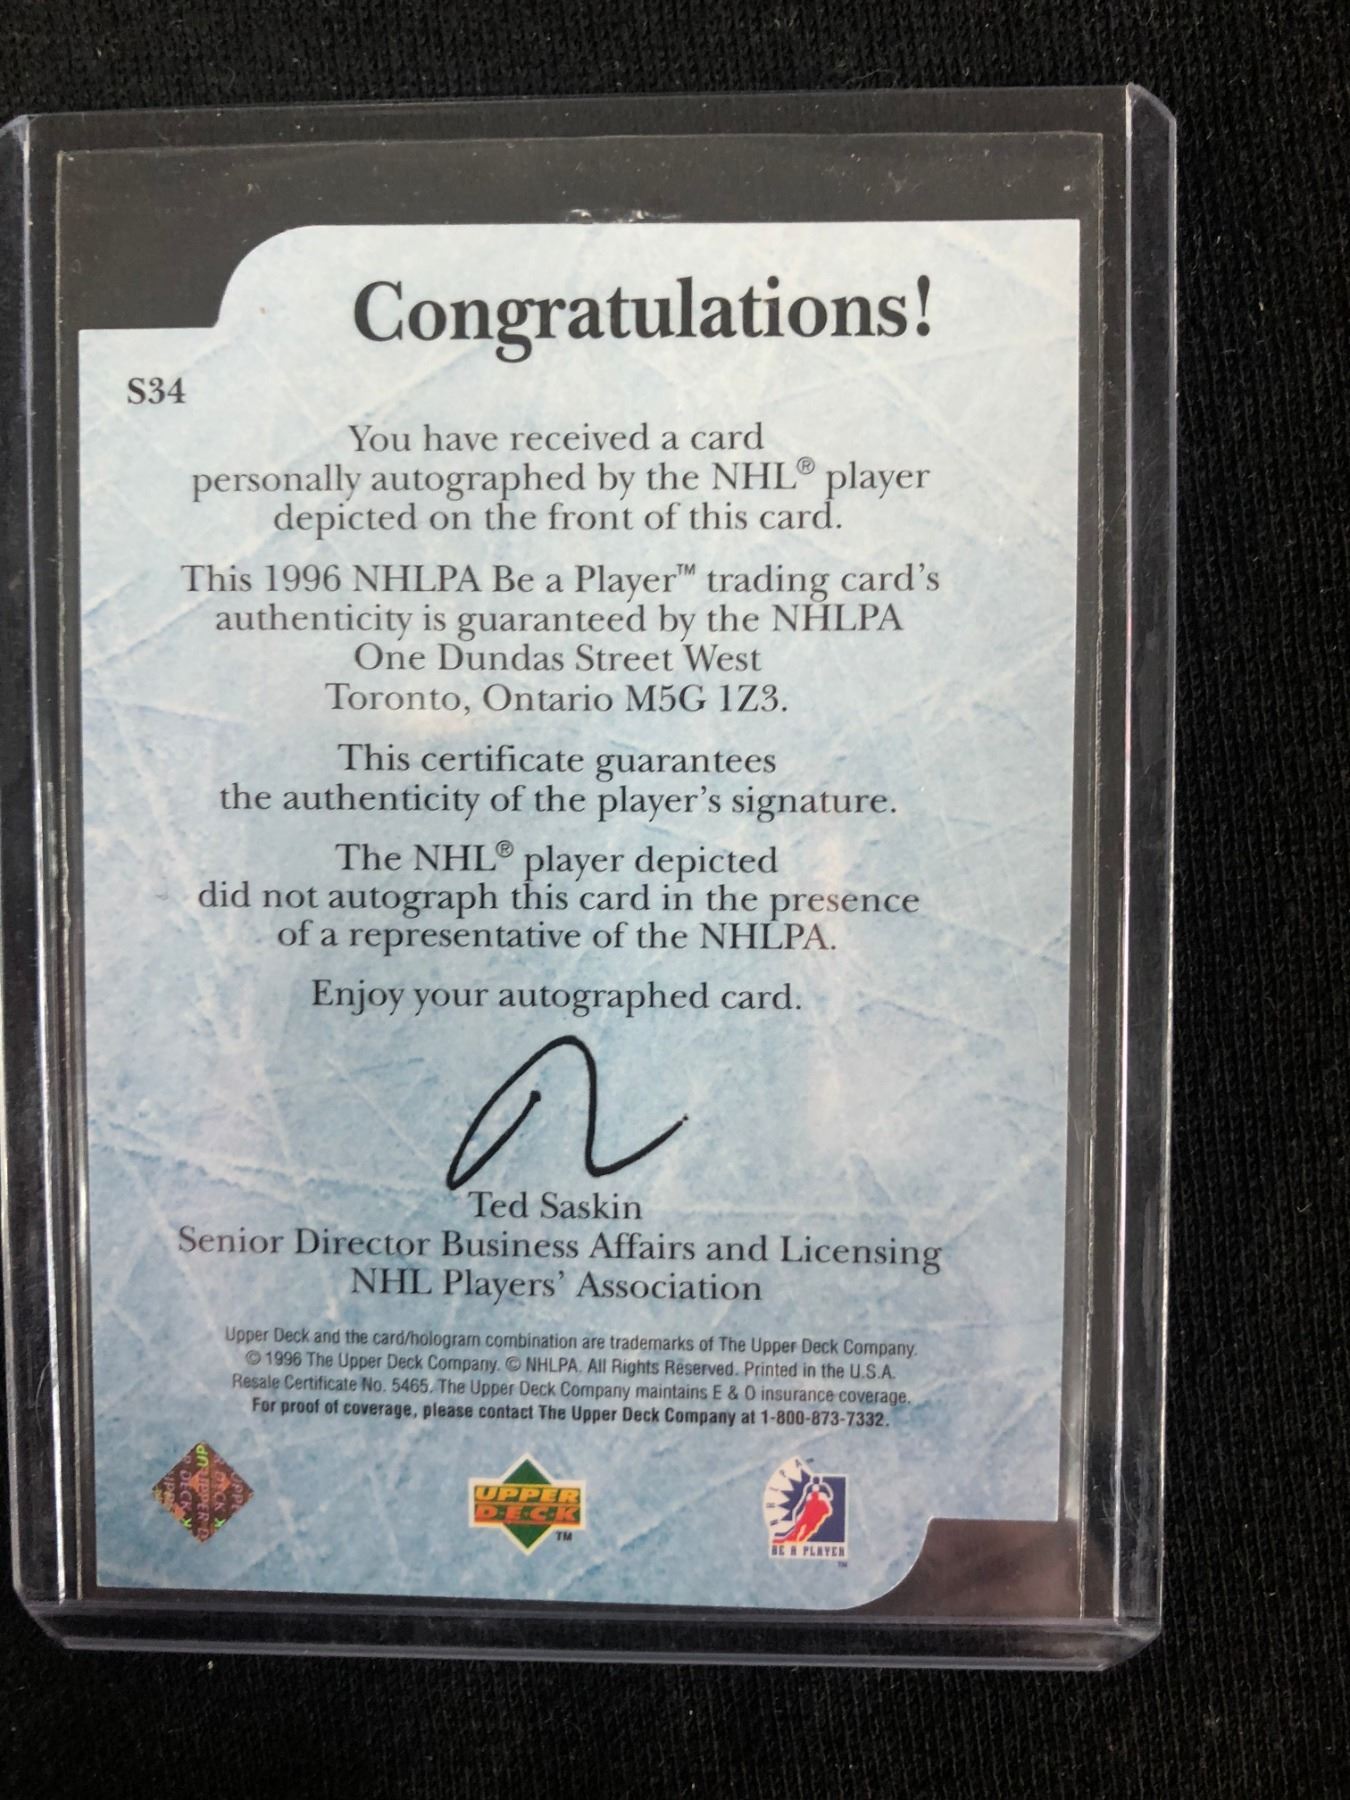 Congratulations!
S34
You have received a card
personally autographed by the NHL® player
depicted on the front of this card.
This 1996 NHLPA Be a Player™ trading card's
authenticity is guaranteed by the NHLPA
One Dundas Street West
Toronto, Ontario M5G 1Z3.
This certificate guarantees
the authenticity of the player's signature.
The NHL® player depicted
did not autograph this card in the presence
of a representative of the NHLPA.
Enjoy your autographed card.
Ted Saskin
Senior Director Business Affairs and Licensing
NHL Players' Association
Upper Deck and the card/hologram combination are trademarks of The Upper Deck Company.
© 1996 The Upper Deck Company. © NHLPA. All Rights Reserved. Printed in the U.S.A.
Resale Certificate No. 5465. The Upper Deck Company maintains E & O insurance coverage.
For proof of coverage, please contact The Upper Deck Company at 1-800-873-7332.
UPPER
DECK
™
NHLPA
BE A PLAYER
™